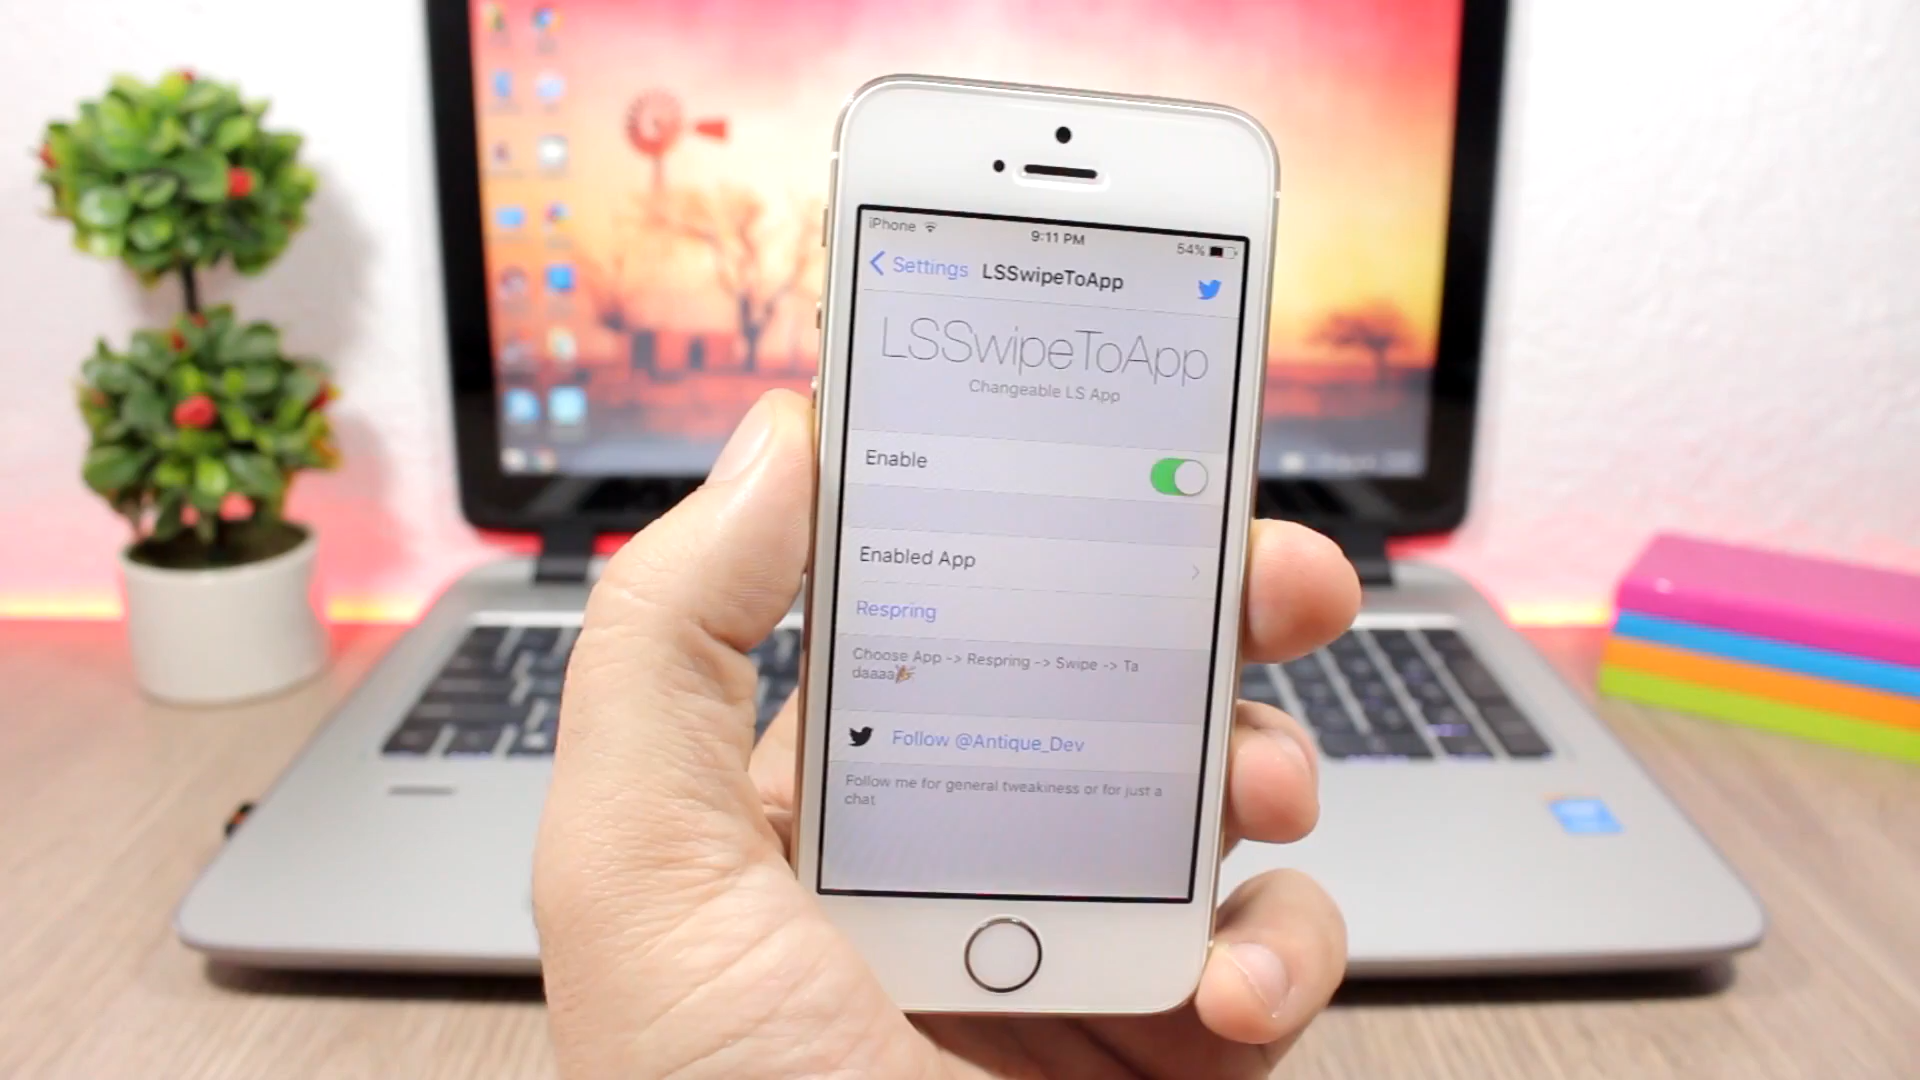 iPhone
9:11 PM
54%
Settings
LSSwipeToApp
LSSwipeToApp
Changeable LS App
Enable
Enabled App
Respring
Choose App -> Respring -> Swipe -> Ta
daaaa🎉
Follow @Antique_Dev
Follow me for general tweakiness or for just a
chat